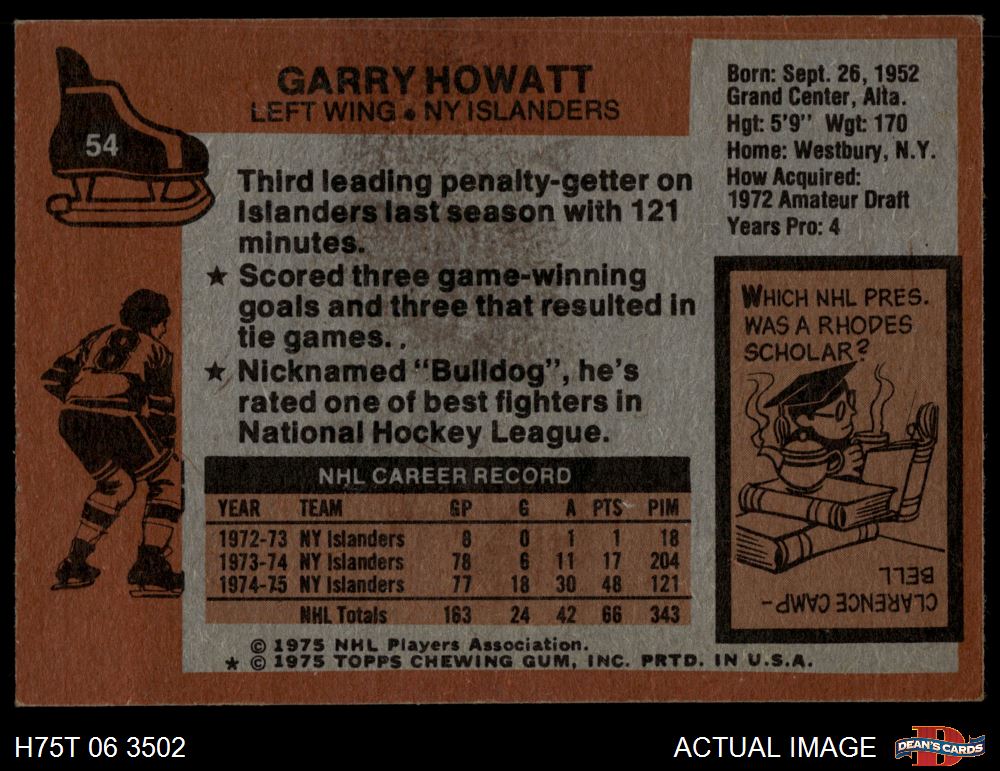 54
GARRY HOWATT
LEFT WING • NY ISLANDERS
Born: Sept. 26, 1952
Grand Center, Alta.
Hgt: 5'9" Wgt: 170
Home: Westbury, N.Y.
How Acquired:
1972 Amateur Draft
Years Pro: 4
Third leading penalty-getter on
Islanders last season with 121
minutes.
★ Scored three game-winning
goals and three that resulted in
tie games.
★ Nicknamed "Bulldog", he's
rated one of best fighters in
National Hockey League.
NHL CAREER RECORD
YEAR TEAM GP G A PTS PIM
1972-73 NY Islanders 8 0 1 1 18
1973-74 NY Islanders 78 6 11 17 204
1974-75 NY Islanders 77 18 30 48 121
NHL Totals 163 24 42 66 343
© 1975 NHL Players Association.
★ © 1975 TOPPS CHEWING GUM, INC. PRTD. IN U.S.A.
WHICH NHL PRES.
WAS A RHODES
SCHOLAR?
CLARENCE CAMP-
BELL
H75T 06 3502
ACTUAL IMAGE
D
DEAN'S CARDS